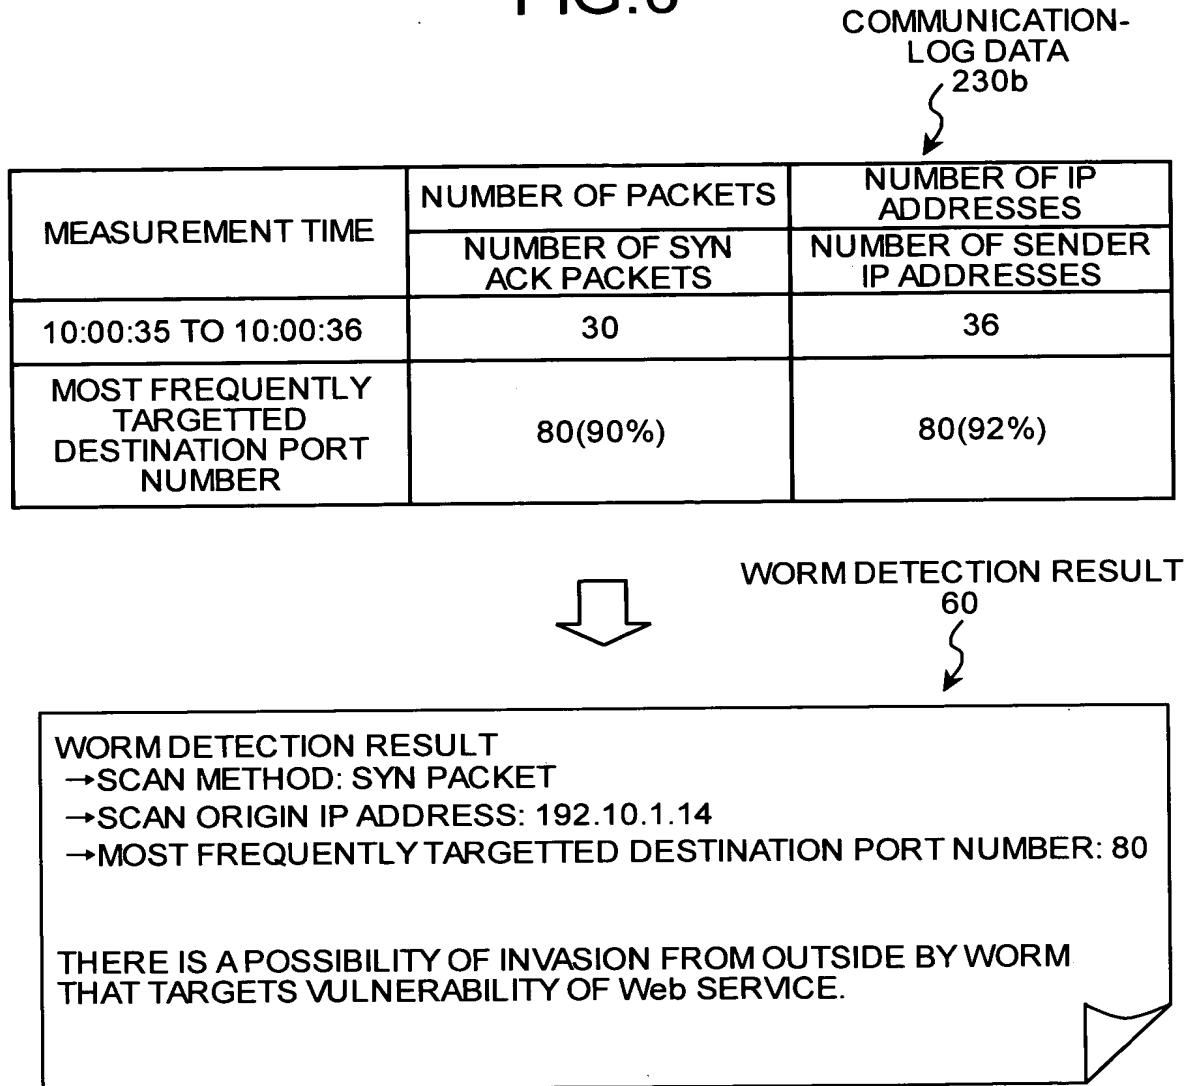 COMMUNICATION-
LOG DATA
230b
MEASUREMENT TIME
NUMBER OF PACKETS
NUMBER OF IP
ADDRESSES
NUMBER OF SYN
ACK PACKETS
NUMBER OF SENDER
IP ADDRESSES
10:00:35 TO 10:00:36
30
36
MOST FREQUENTLY
TARGETTED
DESTINATION PORT
NUMBER
80(90%)
80(92%)
WORM DETECTION RESULT
60
WORM DETECTION RESULT
→SCAN METHOD: SYN PACKET
→SCAN ORIGIN IP ADDRESS: 192.10.1.14
→MOST FREQUENTLY TARGETTED DESTINATION PORT NUMBER: 80
THERE IS A POSSIBILITY OF INVASION FROM OUTSIDE BY WORM
THAT TARGETS VULNERABILITY OF Web SERVICE.